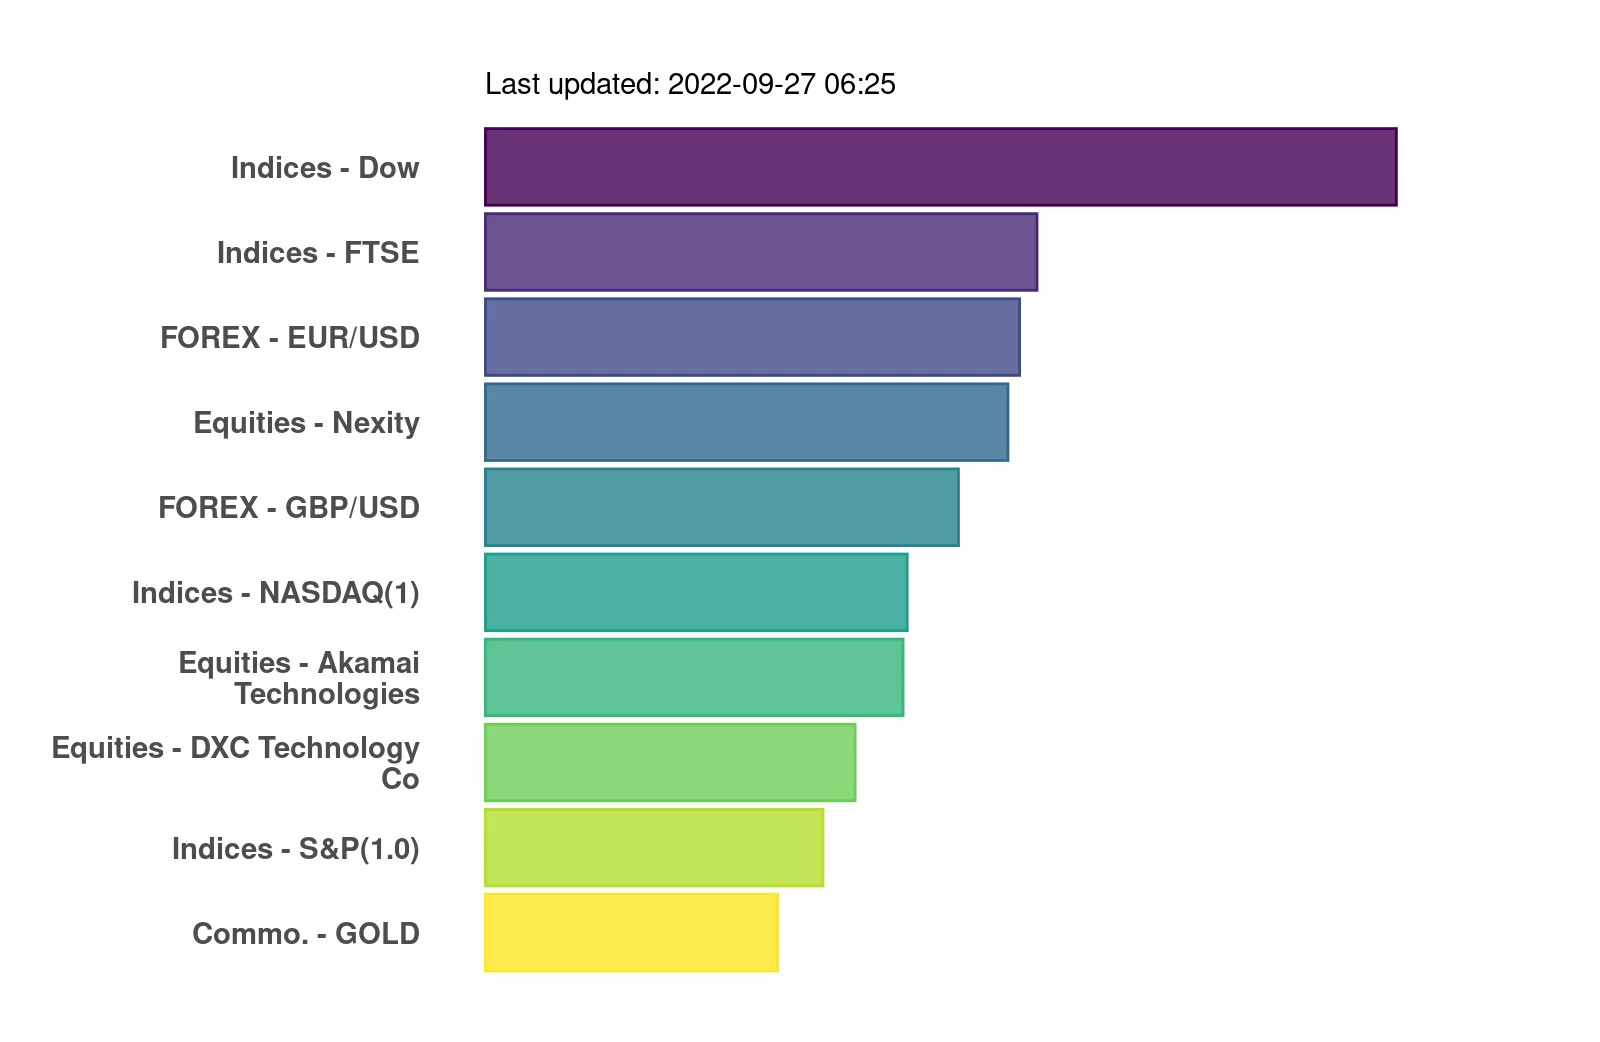 Last updated: 2022-09-27 06:25
Indices - Dow
Indices - FTSE
FOREX - EUR/USD
Equities - Nexity
FOREX - GBP/USD
Indices - NASDAQ(1)
Equities - Akamai
Technologies
Equities - DXC Technology
Co
Indices - S&P(1.0)
Commo. - GOLD